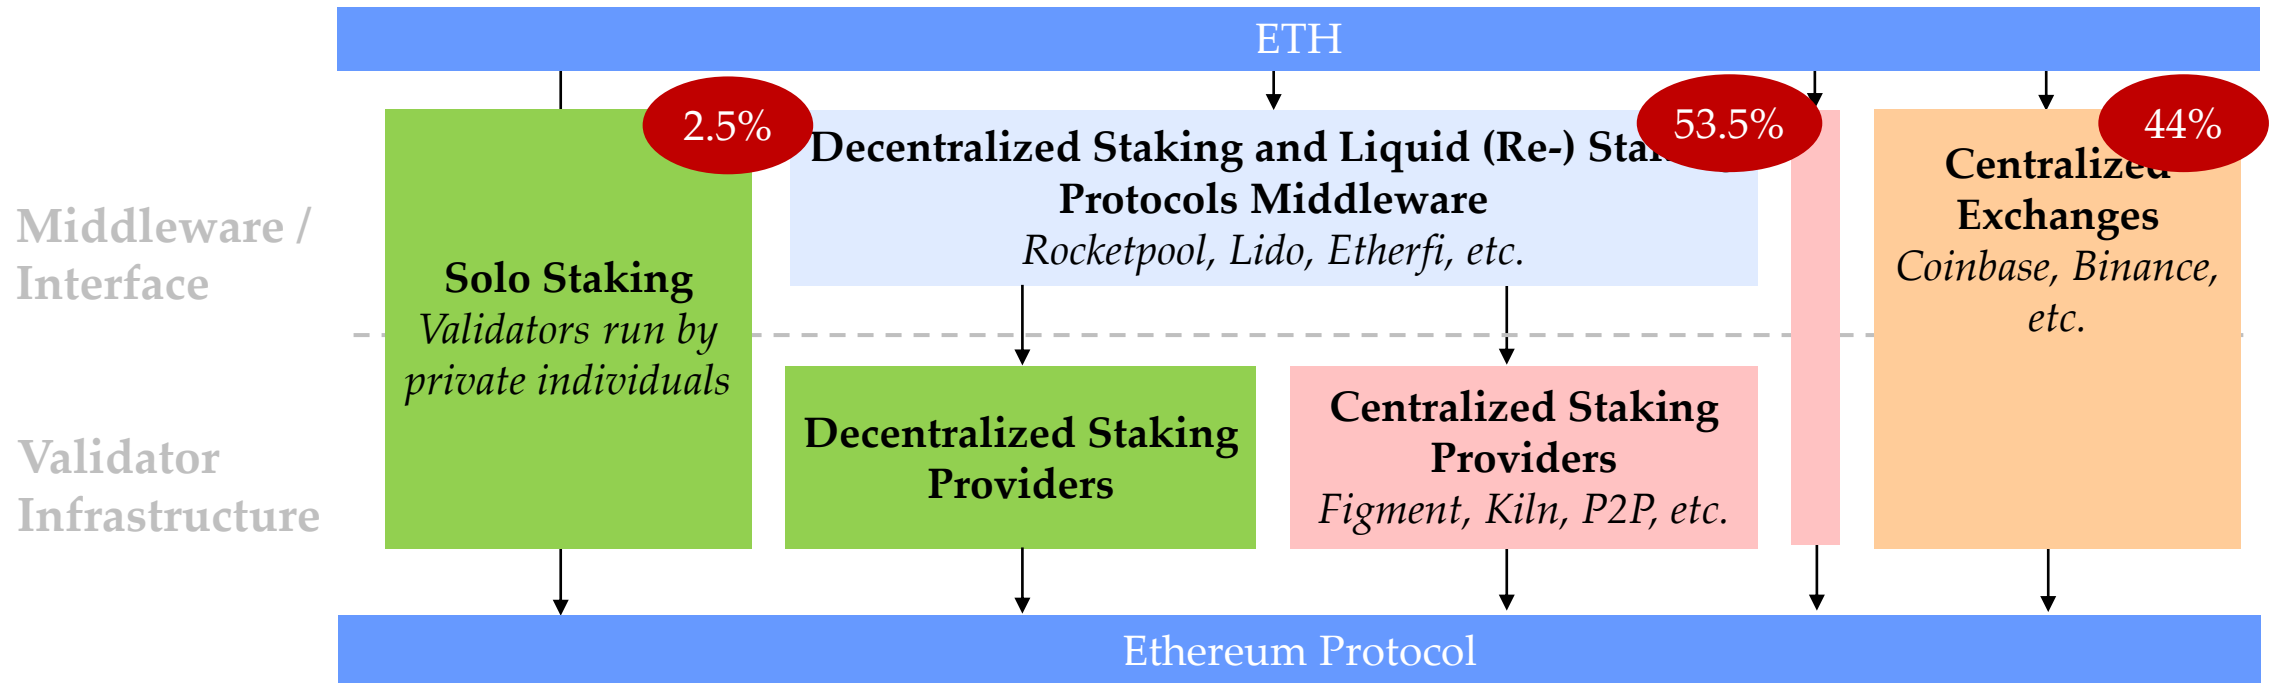 ETH
2.5%
53.5%
44%
Middleware /
Interface
Solo Staking
Validators run by
private individuals
Decentralized Staking and Liquid (Re-)
Protocols Middleware
Rocketpool, Lido, Etherfi, etc.
Centralized
Exchanges
Coinbase, Binance,
etc.
Validator
Infrastructure
Decentralized Staking
Providers
Centralized Staking
Providers
Figment, Kiln, P2P, etc.
Ethereum Protocol